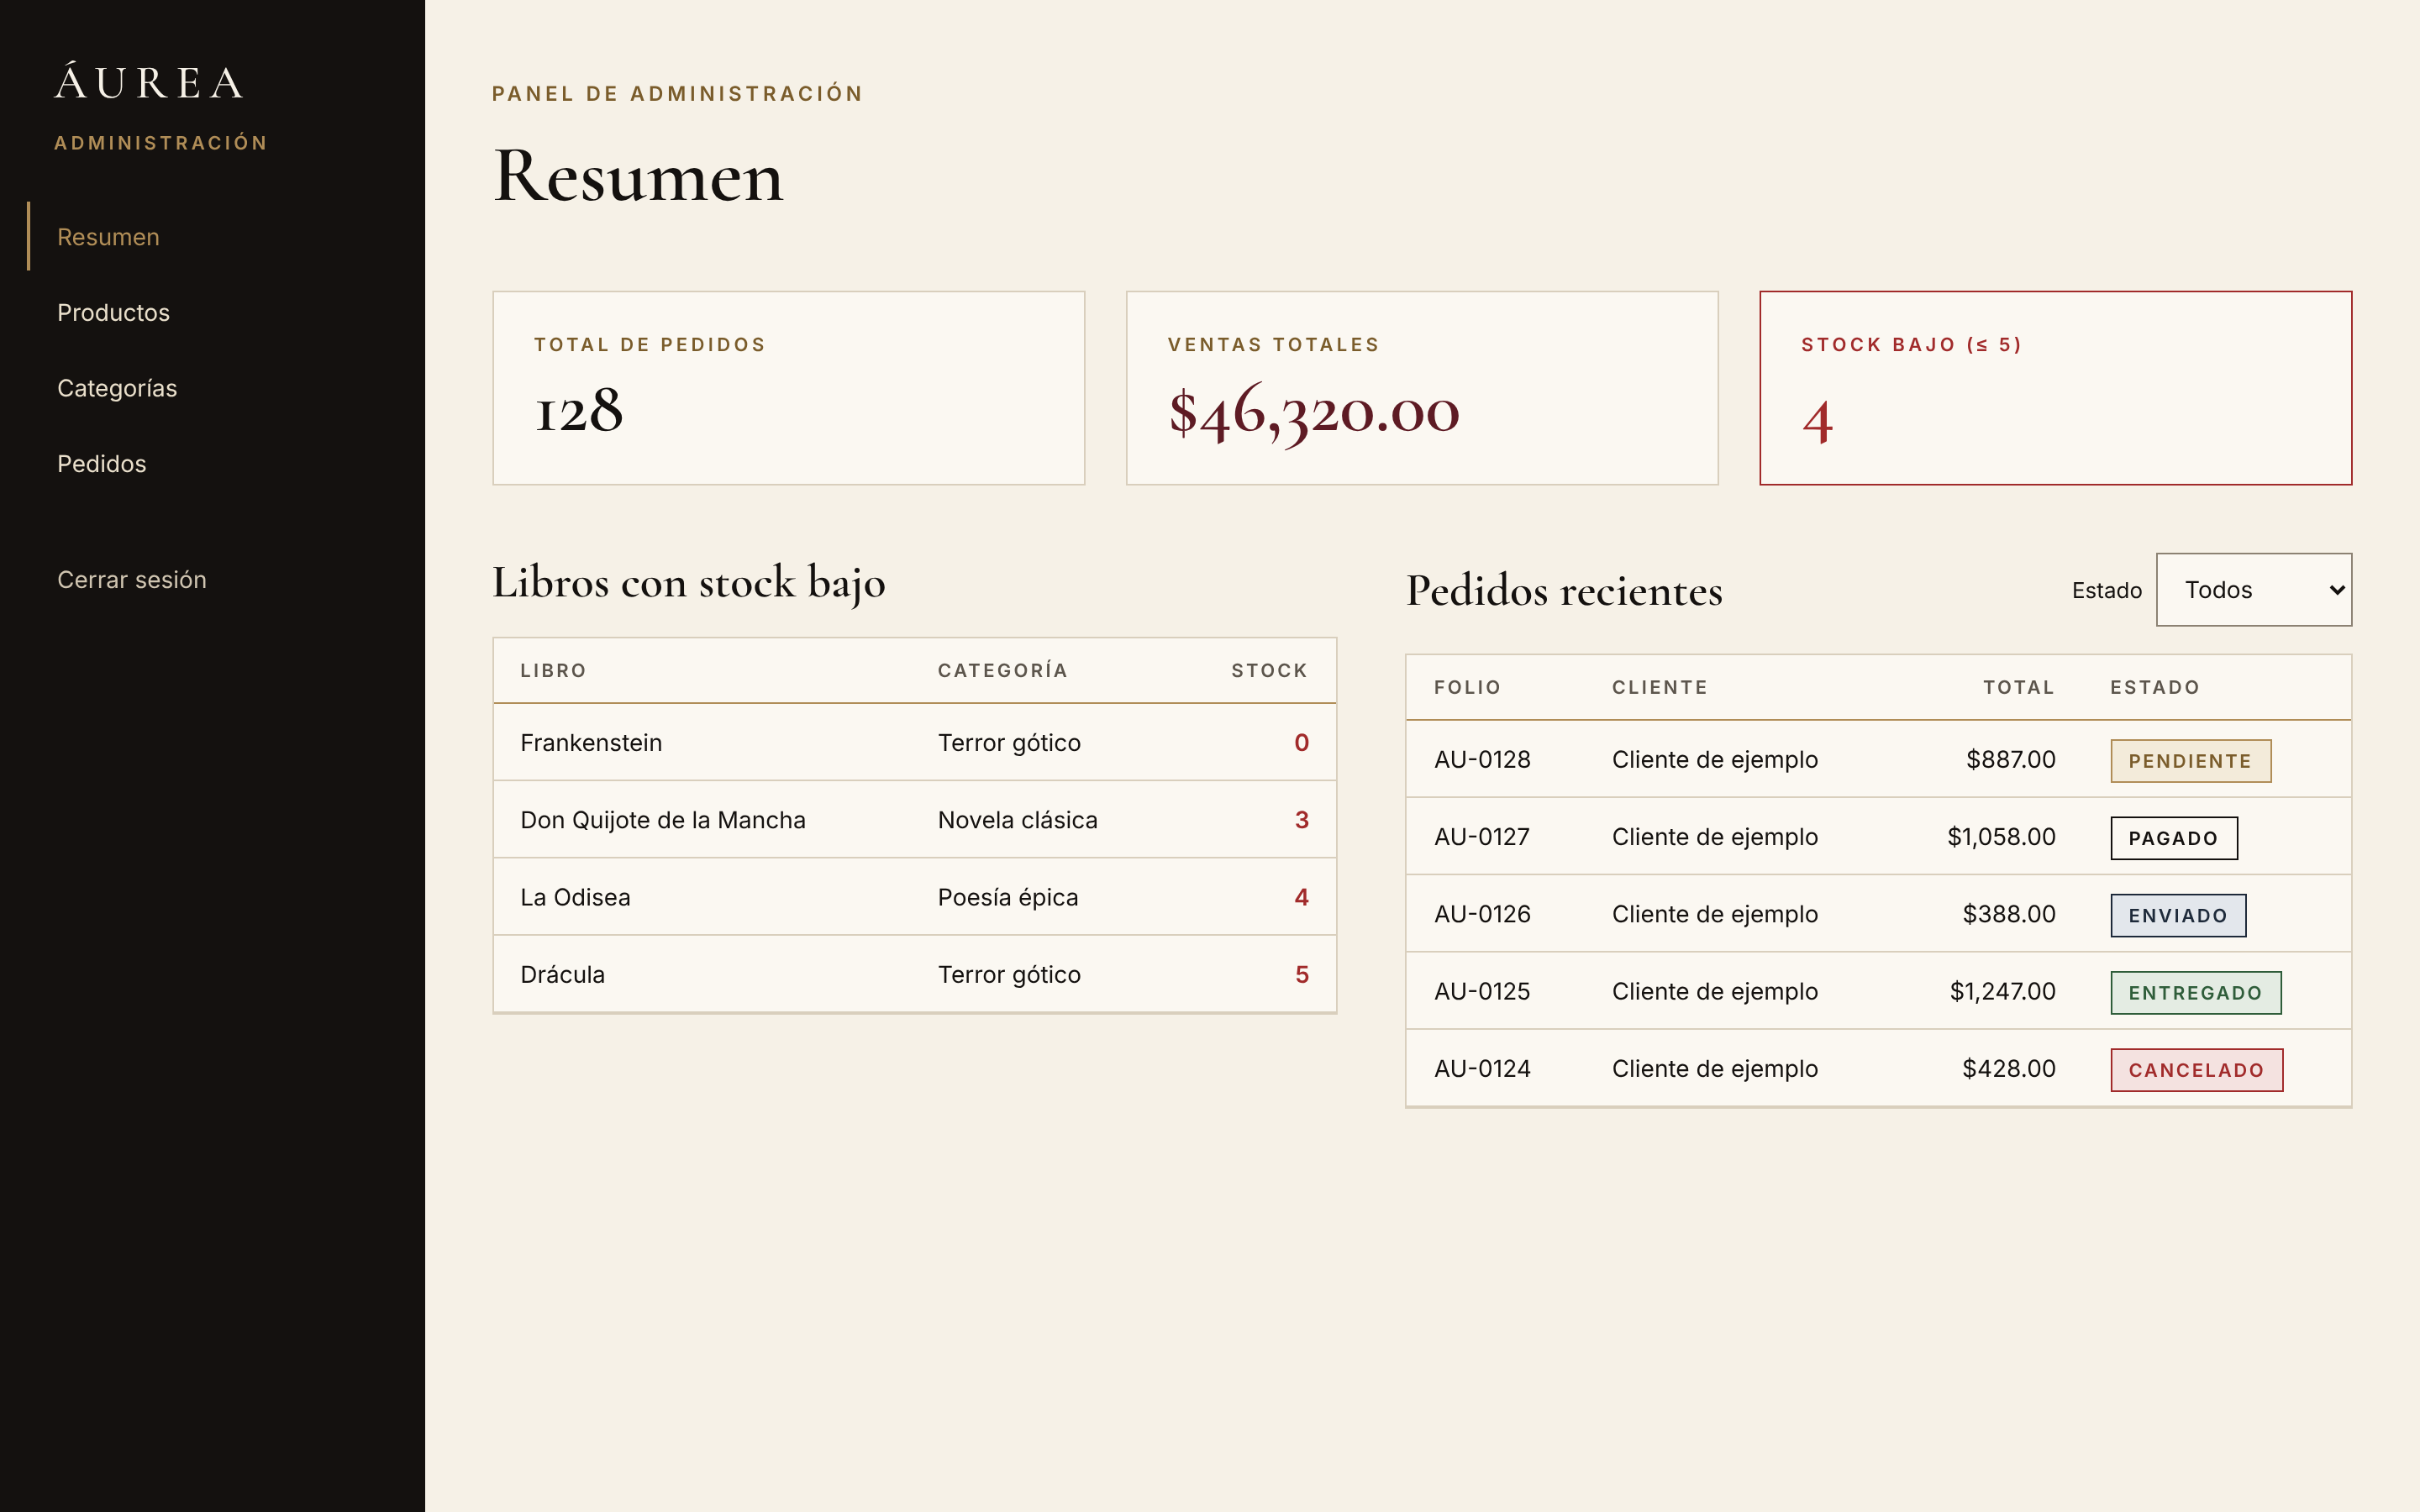 ÁUREA
ADMINISTRACIÓN
Resumen
Productos
Categorías
Pedidos
Cerrar sesión
PANEL DE ADMINISTRACIÓN
Resumen
TOTAL DE PEDIDOS
128
VENTAS TOTALES
$46,320.00
STOCK BAJO (≤ 5)
4
Libros con stock bajo
LIBRO CATEGORÍA STOCK
Frankenstein Terror gótico 0
Don Quijote de la Mancha Novela clásica 3
La Odisea Poesía épica 4
Drácula Terror gótico 5
Pedidos recientes
Estado Todos
FOLIO CLIENTE TOTAL ESTADO
AU-0128 Cliente de ejemplo $887.00 PENDIENTE
AU-0127 Cliente de ejemplo $1,058.00 PAGADO
AU-0126 Cliente de ejemplo $388.00 ENVIADO
AU-0125 Cliente de ejemplo $1,247.00 ENTREGADO
AU-0124 Cliente de ejemplo $428.00 CANCELADO